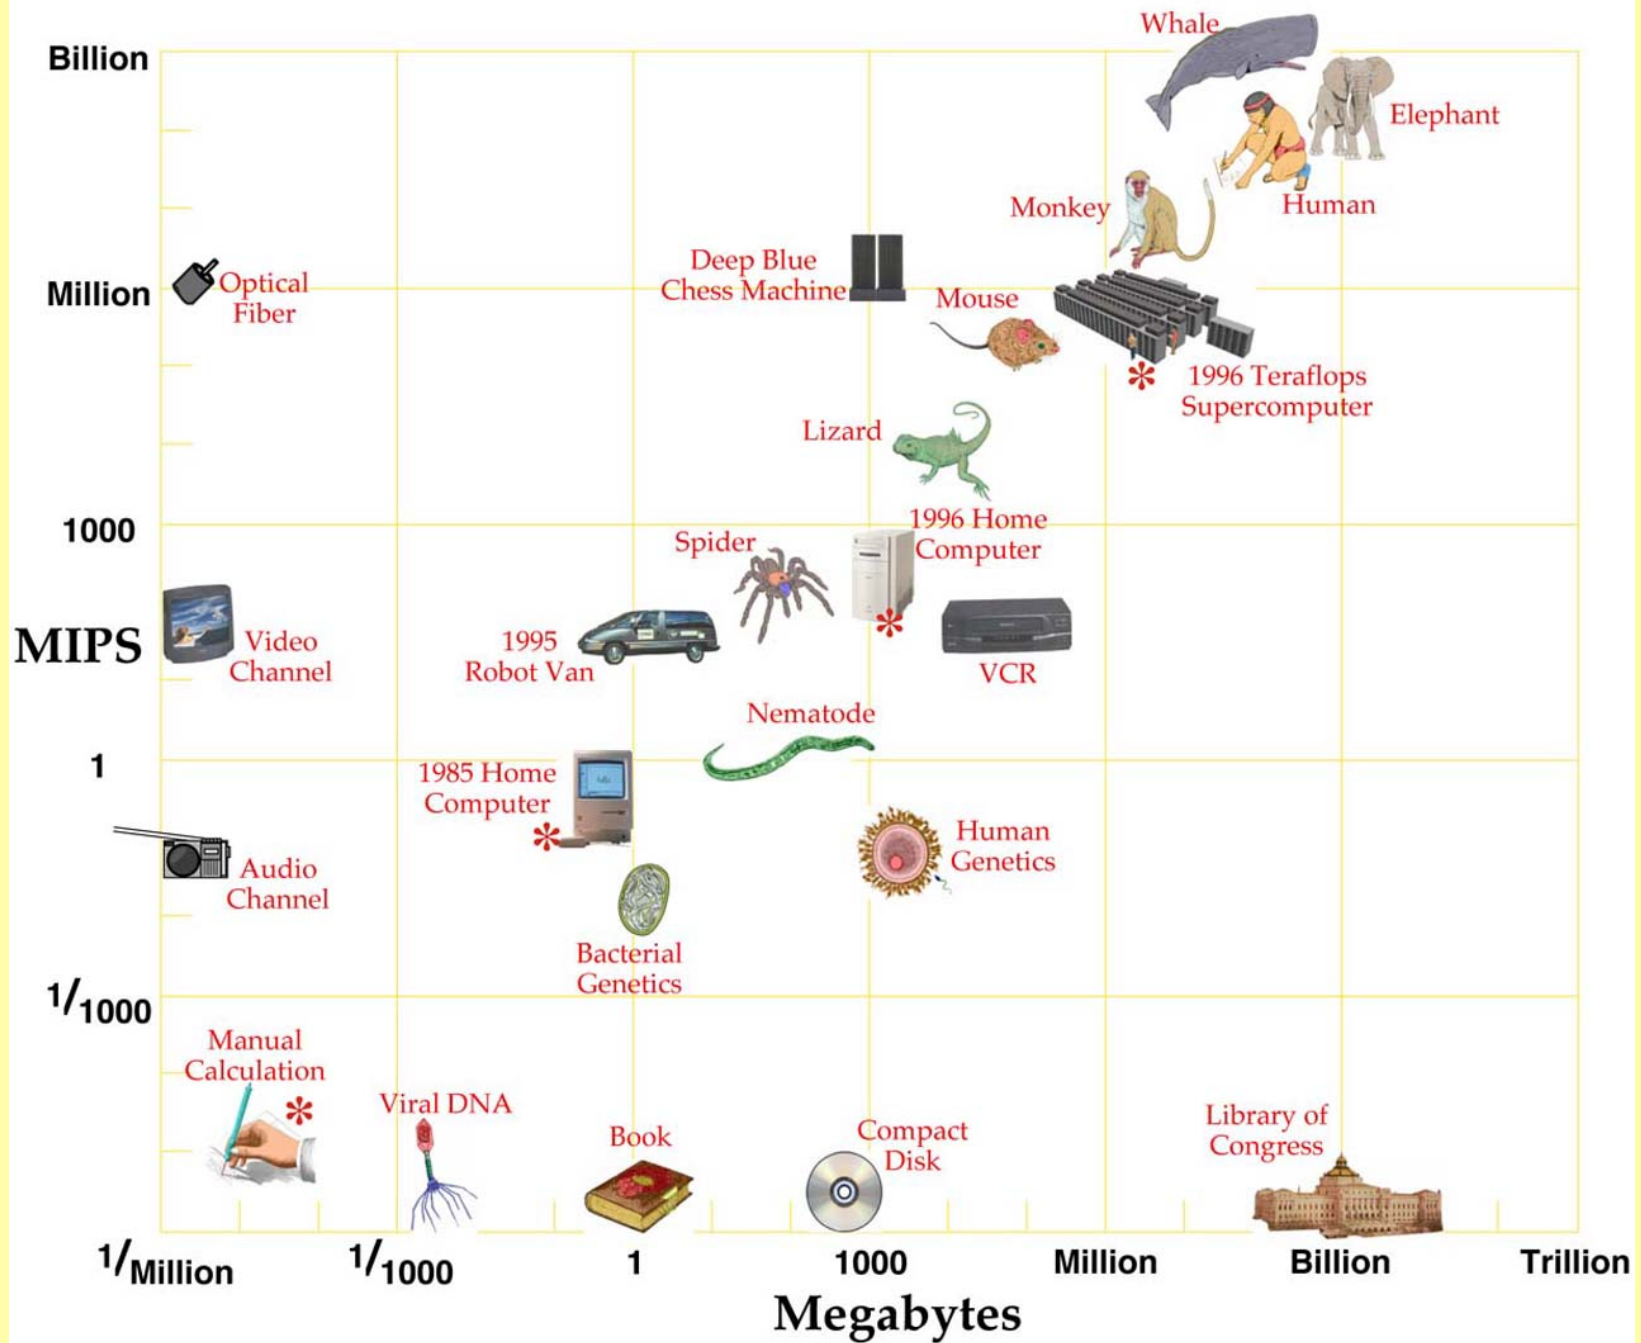 Whale
Billion
Elephant
Monkey
Human
Deep Blue
Chess Machine
Optical
Fiber
Million
Mouse
*
1996 Teraflops
Supercomputer
Lizard
1000
1996 Home
Computer
Spider
MIPS
Video
Channel
1995
Robot Van
*
VCR
Nematode
1
1985 Home
Computer
*
Human
Genetics
Audio
Channel
Bacterial
Genetics
1/1000
Manual
Calculation
*
Viral DNA
Book
Compact
Disk
Library of
Congress
1/Million
1/1000
1
1000
Million
Billion
Trillion
Megabytes